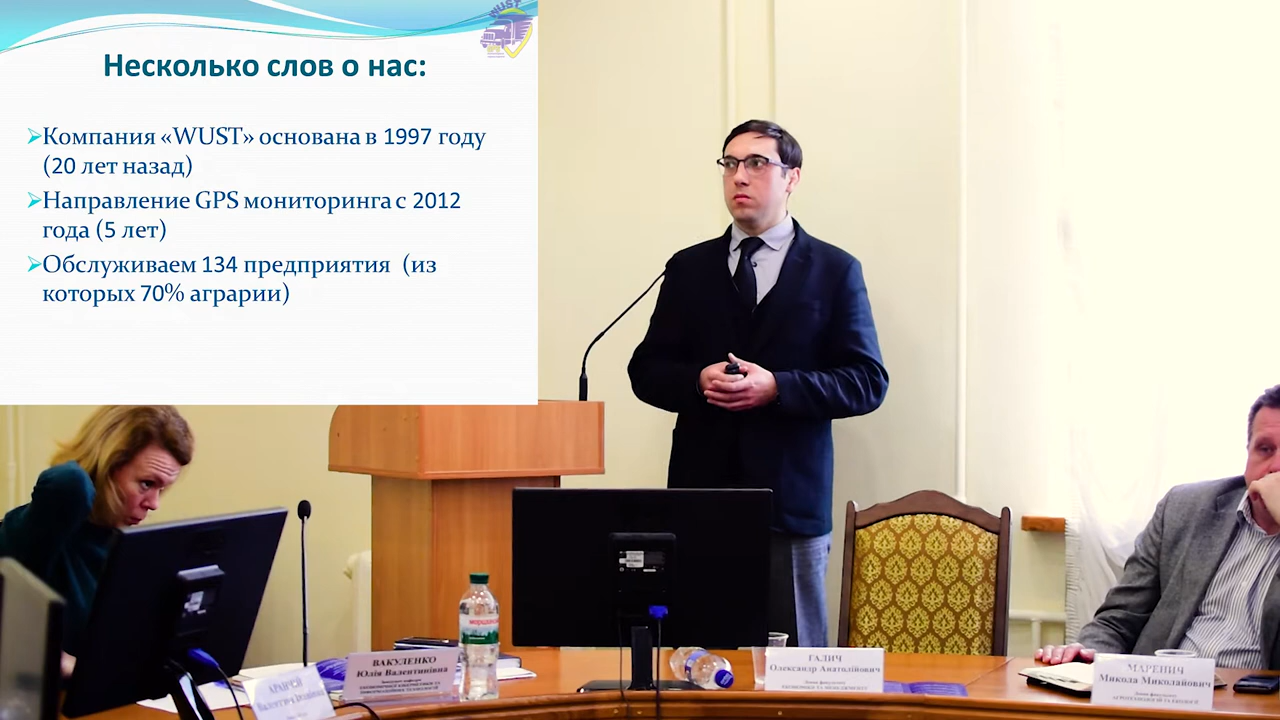 WUST
Несколько слов о нас:
Компания «WUST» основана в 1997 году
(20 лет назад)
Направление GPS мониторинга с 2012
года (5 лет)
Обслуживаем 134 предприятия (из
которых 70% аграрии)
ВАКУЛЕНКО
Юлія Валентинівна
ГАЛИЧ
Олександр Анатолійович
МАРЕНИЧ
Микола Миколайович